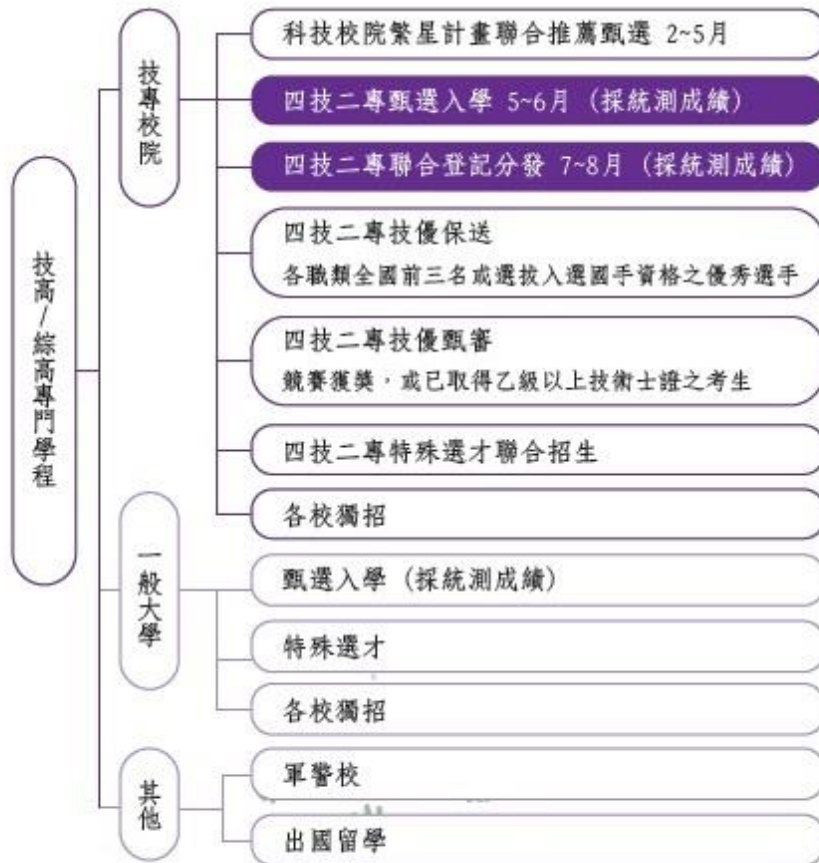 技高/綜高專門學程
技專校院
科技校院繁星計畫聯合推薦甄選 2~5月
四技二專甄選入學 5~6月 (採統測成績)
四技二專聯合登記分發 7~8月 (採統測成績)
四技二專技優保送
各職類全國前三名或選拔入選國手資格之優秀選手
四技二專技優甄審
競賽獲獎，或已取得乙級以上技術士證之考生
四技二專特殊選才聯合招生
各校獨招
一般大學
甄選入學 (採統測成績)
特殊選才
各校獨招
其他
軍警校
出國留學